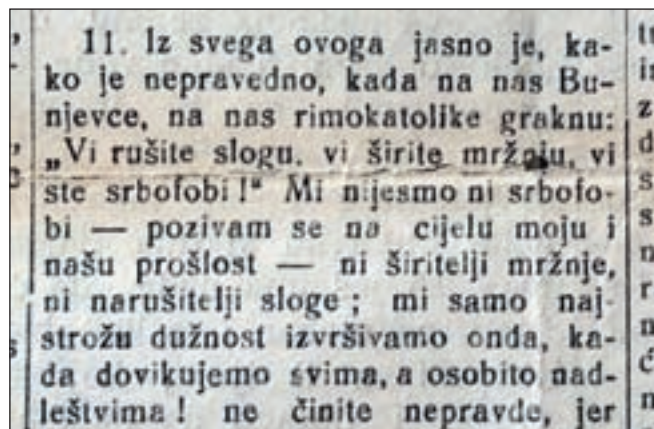 11. Iz svega ovoga jasno je, ka-
ko je nepravedno, kada na nas Bu-
njevce, na nas rimokatolike graknu:
„Vi rušite slogu, vi širite mržnju, vi
ste srbofobi!“ Mi nijesmo ni srbofo-
bi — pozivam se na cijelu moju i
našu prošlost — ni širitelji mržnje,
ni narušitelji sloge; mi samo naj-
strožu dužnost izvršivamo onda, ka-
da dovikujemo svima, a osobito nad-
leštvima! ne činite nepravde, jer